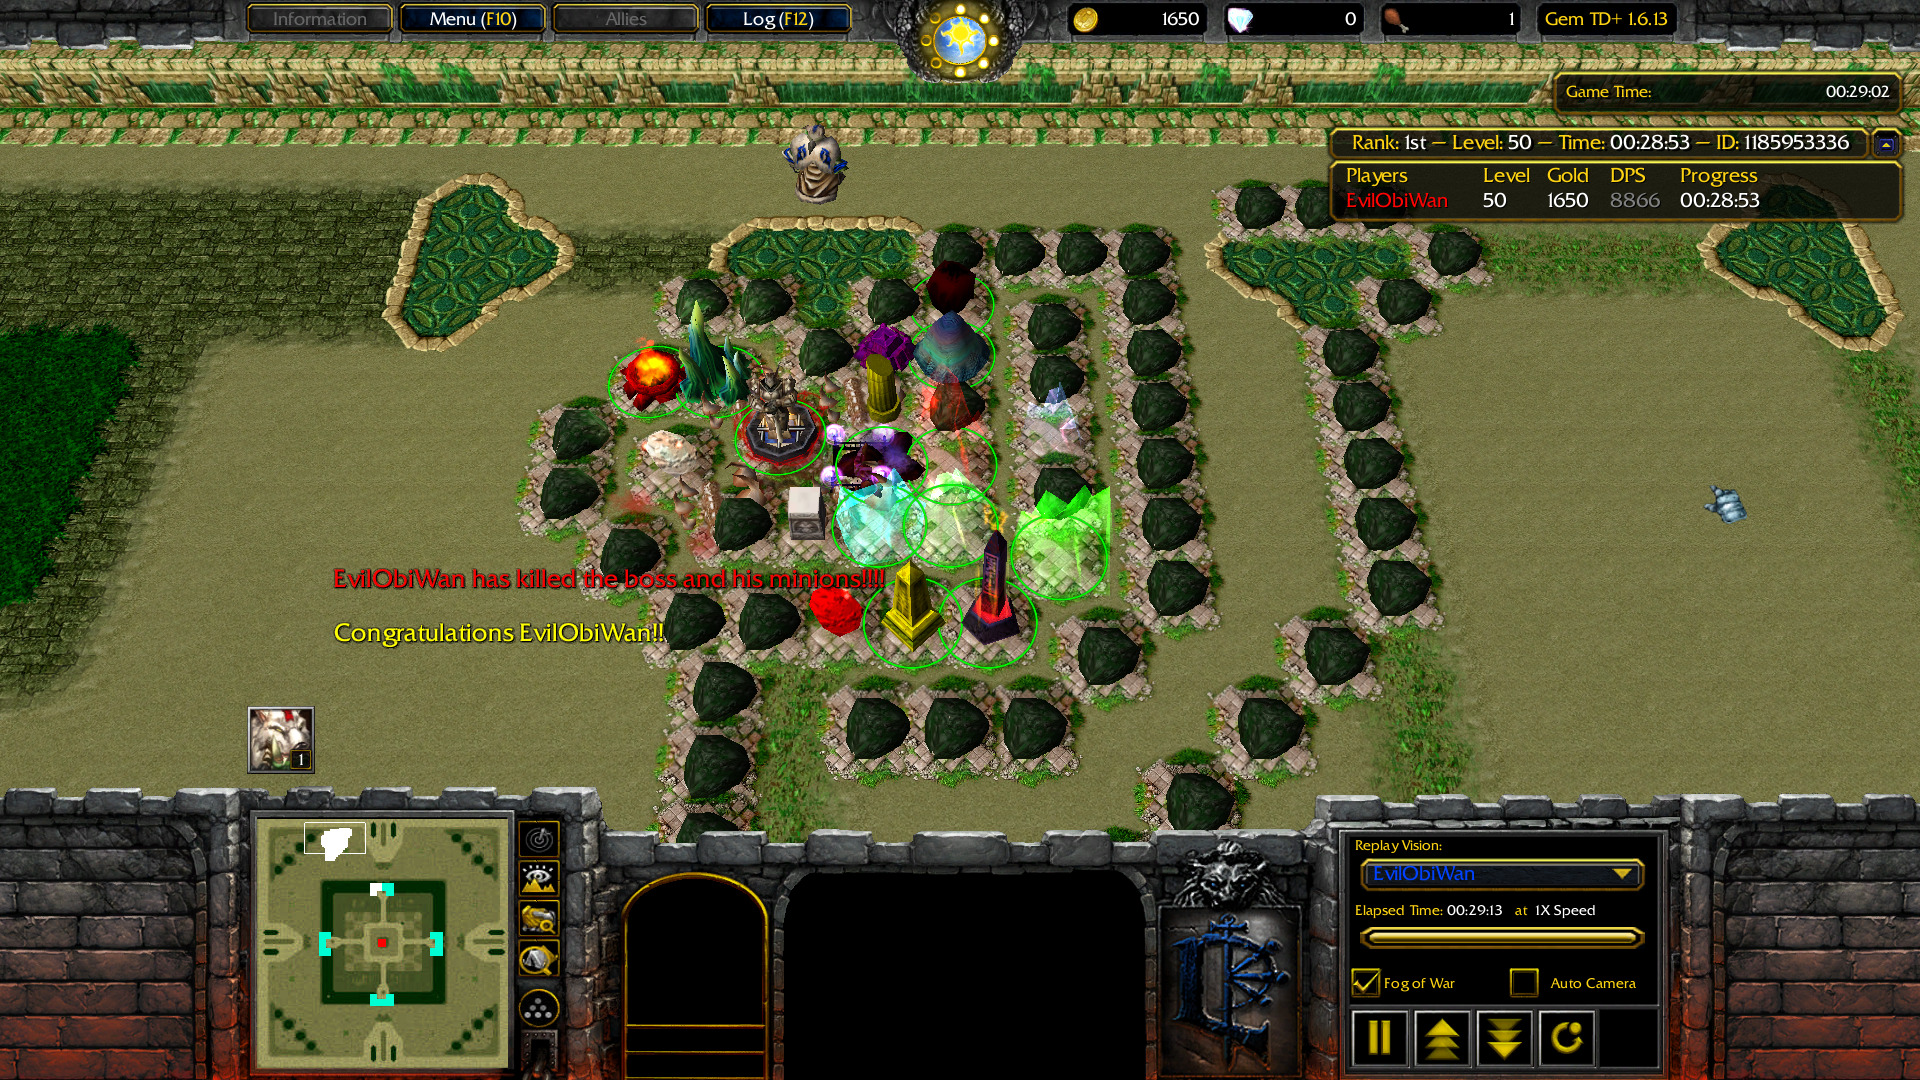 Information
Menu (F10)
Allies
Log (F12)
1650
0
1
Gem TD+ 1.6.13
Game Time: 00:29:02
Rank: 1st — Level: 50 — Time: 00:28:53 — ID: 1185953336
Players Level Gold DPS Progress
EvilObiWan 50 1650 8866 00:28:53
EvilObiWan has killed the boss and his minions!!!!
Congratulations EvilObiWan!!
1
Replay Vision:
EvilObiWan
Elapsed Time: 00:29:13 at 1X Speed
Fog of War
Auto Camera